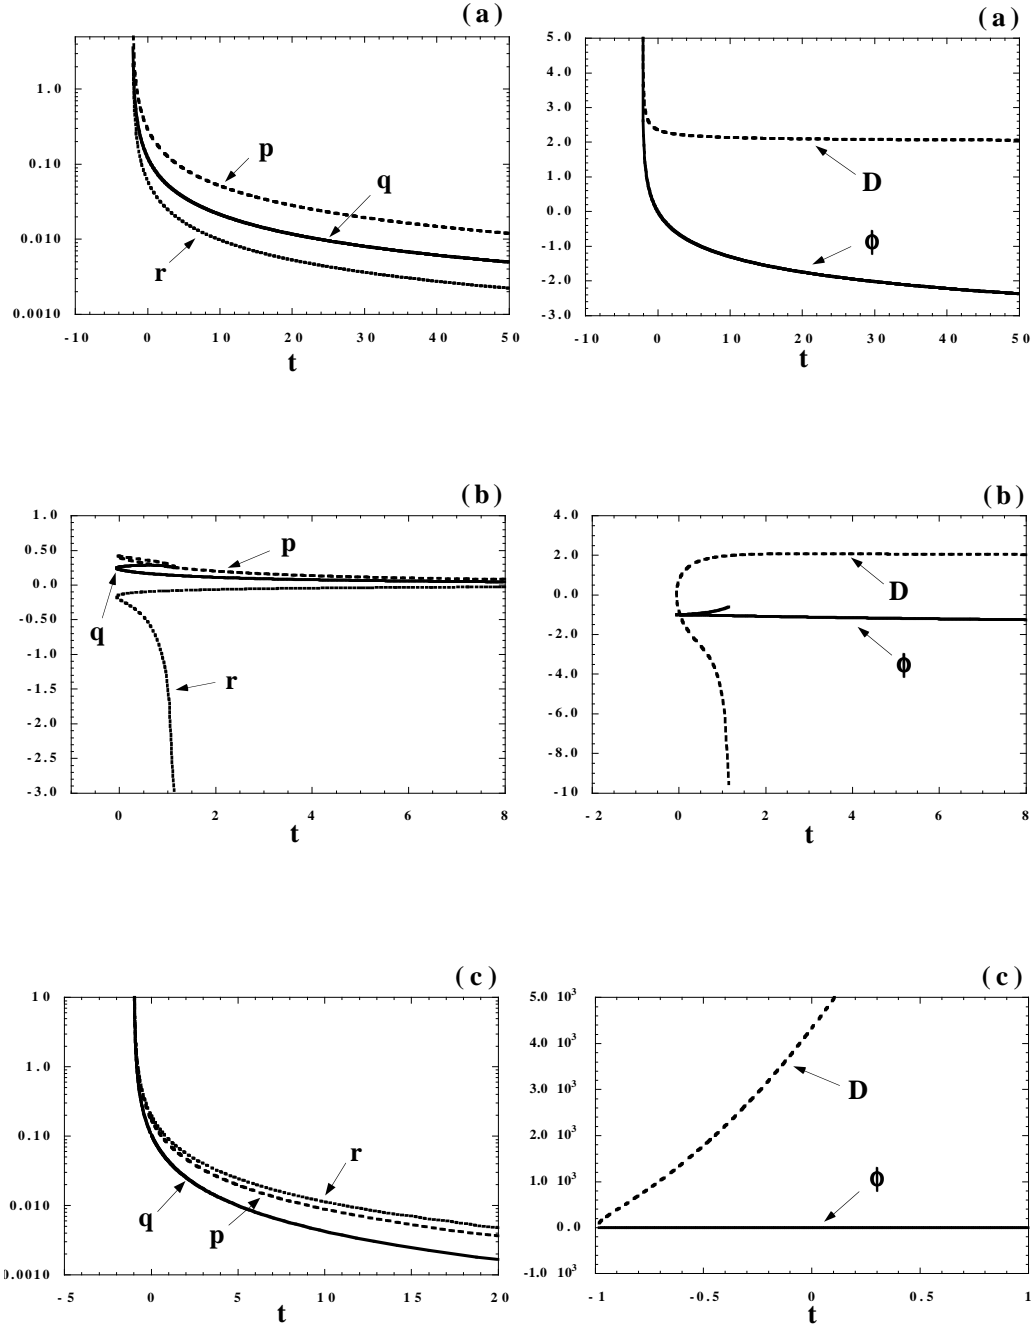 (a)
1.0
0.10
0.010
0.0010
p
q
r
-10 0 10 20 30 40 50
t
(a)
5.0
4.0
3.0
2.0
1.0
0.0
-1.0
-2.0
-3.0
D
ϕ
-10 0 10 20 30 40 50
t
(b)
1.0
0.50
0.0
-0.50
-1.0
-1.5
-2.0
-2.5
-3.0
p
q
r
0 2 4 6 8
t
(b)
4.0
2.0
0.0
-2.0
-4.0
-6.0
-8.0
-10
D
ϕ
-2 0 2 4 6 8
t
(c)
10
1.0
0.10
0.010
0.0010
r
q
p
-5 0 5 10 15 20
t
(c)
5.0 10³
4.0 10³
3.0 10³
2.0 10³
1.0 10³
0.0
-1.0 10³
D
ϕ
-1 -0.5 0 0.5 1
t